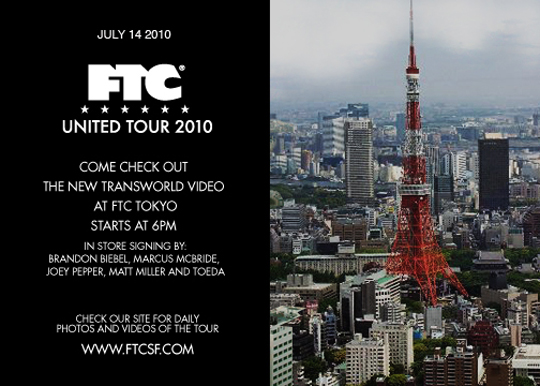 JULY 14 2010
FTC®
UNITED TOUR 2010
COME CHECK OUT
THE NEW TRANSWORLD VIDEO
AT FTC TOKYO
STARTS AT 6PM
IN STORE SIGNING BY:
BRANDON BIEBEL, MARCUS MCBRIDE,
JOEY PEPPER, MATT MILLER AND TOEDA
CHECK OUR SITE FOR DAILY
PHOTOS AND VIDEOS OF THE TOUR
WWW.FTCSF.COM